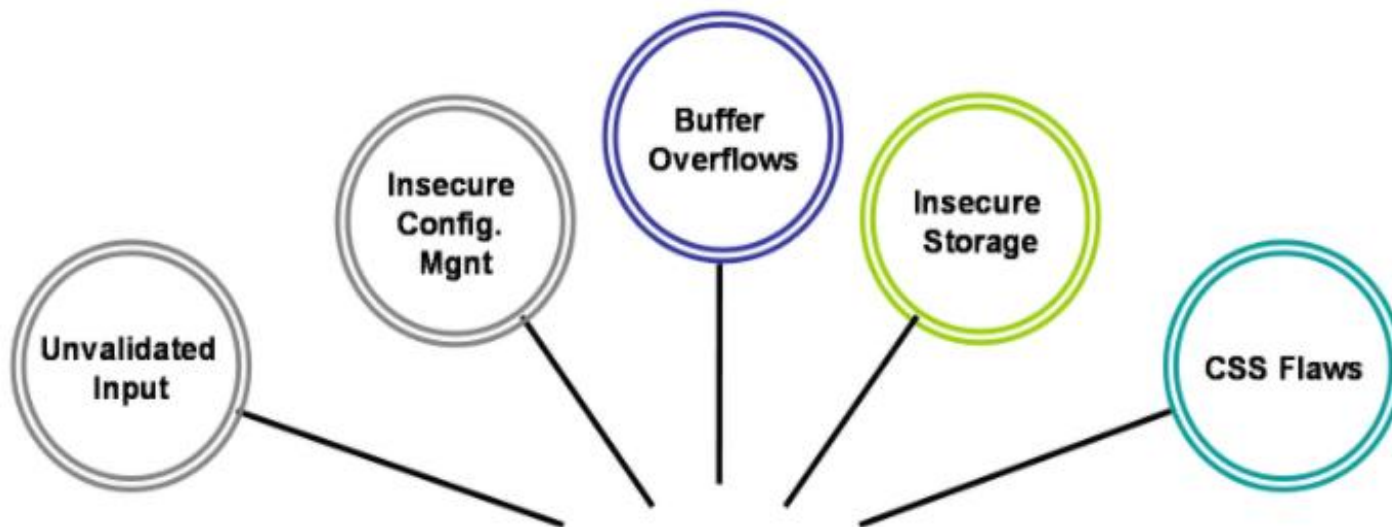 Unvalidated
Input
Insecure
Config.
Mgnt
Buffer
Overflows
Insecure
Storage
CSS Flaws